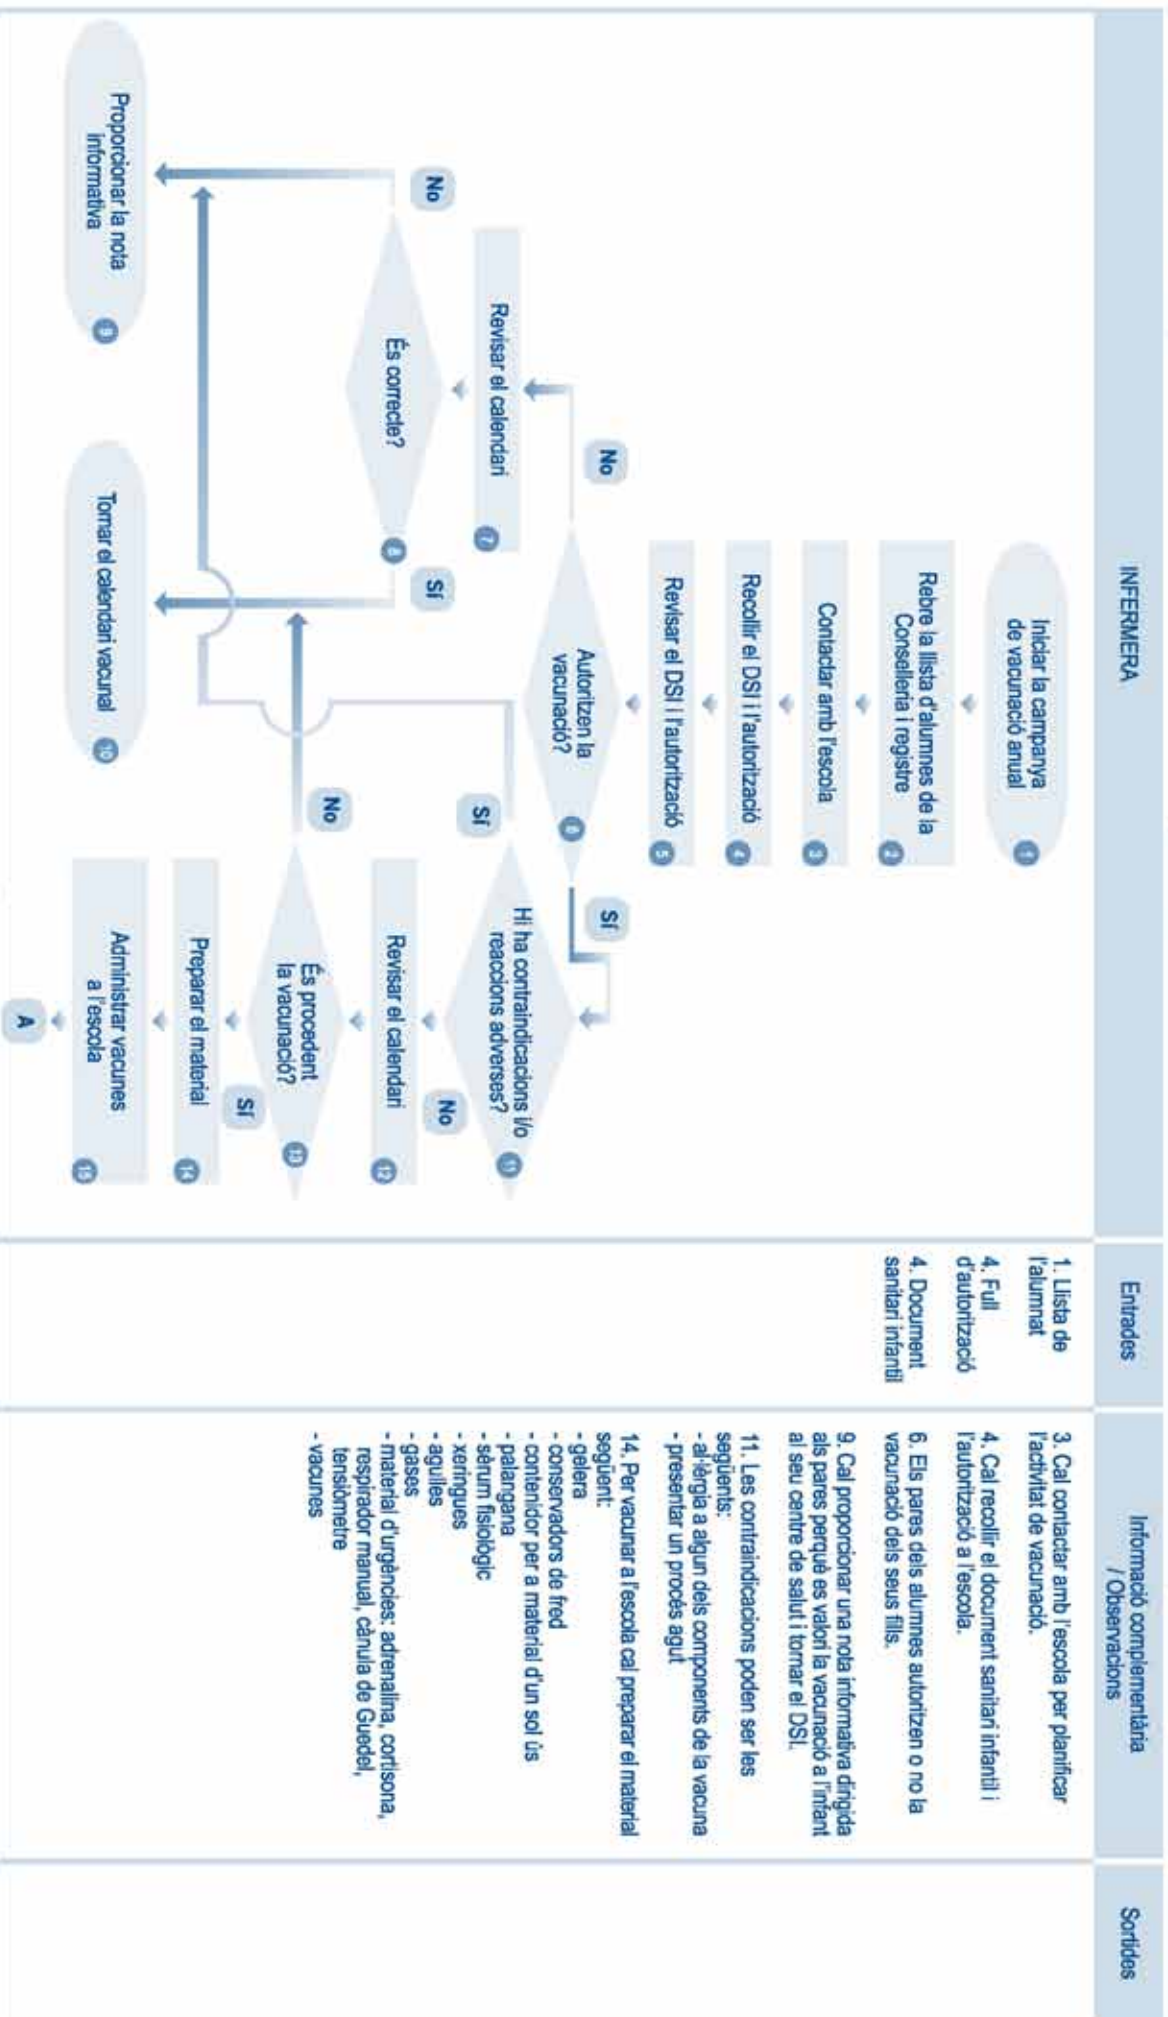 INFERMERA
Entrades
Informació complementària
/ Observacions
Sortides
Iniciar la campanya
de vacunació anual
1
Rebre la llista d'alumnes de la
Conselleria i registre
2
Contactar amb l'escola
3
Recollir el DSI i l'autorització
4
Revisar el DSI i l'autorització
5
Autoritzen la
vacunació?
6
No
Sí
Revisar el calendari
7
És correcte?
8
No
Sí
Proporcionar la nota
informativa
9
Tornar el calendari vacunal
10
Hi ha contraindicacions i/o
reaccions adverses?
11
Sí
No
Revisar el calendari
12
És procedent
la vacunació?
13
No
Sí
Preparar el material
14
Administrar vacunes
a l'escola
15
A
1. Llista de
l'alumnat
4. Full
d'autorització
4. Document
sanitari infantil
3. Cal contactar amb l'escola per planificar
l'activitat de vacunació.
4. Cal recollir el document sanitari infantil i
l'autorització a l'escola.
6. Els pares dels alumnes autoritzen o no la
vacunació dels seus fills.
9. Cal proporcionar una nota informativa dirigida
als pares perquè es valori la vacunació a l'infant
al seu centre de salut i tornar el DSI.
11. Les contraindicacions poden ser les
següents:
- al·lèrgia a algun dels components de la vacuna
- presentar un procés agut
14. Per vacunar a l'escola cal preparar el material
següent:
- gelera
- conservadors de fred
- contenidor per a material d'un sol ús
- palangana
- sèrum fisiològic
- xeringues
- agulles
- gases
- material d'urgències: adrenalina, cortisona,
respirador manual, cànula de Guedel,
tensiòmetre
- vacunes